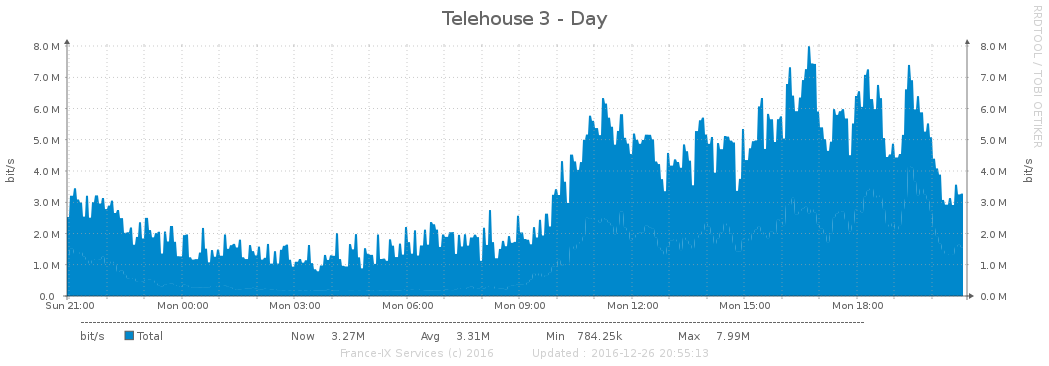 Telehouse 3 - Day
RRDTOOL / TOBI OETIKER
8.0 M 8.0 M
7.0 M 7.0 M
6.0 M 6.0 M
5.0 M 5.0 M
4.0 M 4.0 M
3.0 M 3.0 M
2.0 M 2.0 M
1.0 M 1.0 M
0.0 0.0 M
bit/s bit/s
Sun 21:00 Mon 00:00 Mon 03:00 Mon 06:00 Mon 09:00 Mon 12:00 Mon 15:00 Mon 18:00
bit/s Total Now 3.27M Avg 3.31M Min 784.25k Max 7.99M
France-IX Services (c) 2016 Updated : 2016-12-26 20:55:13